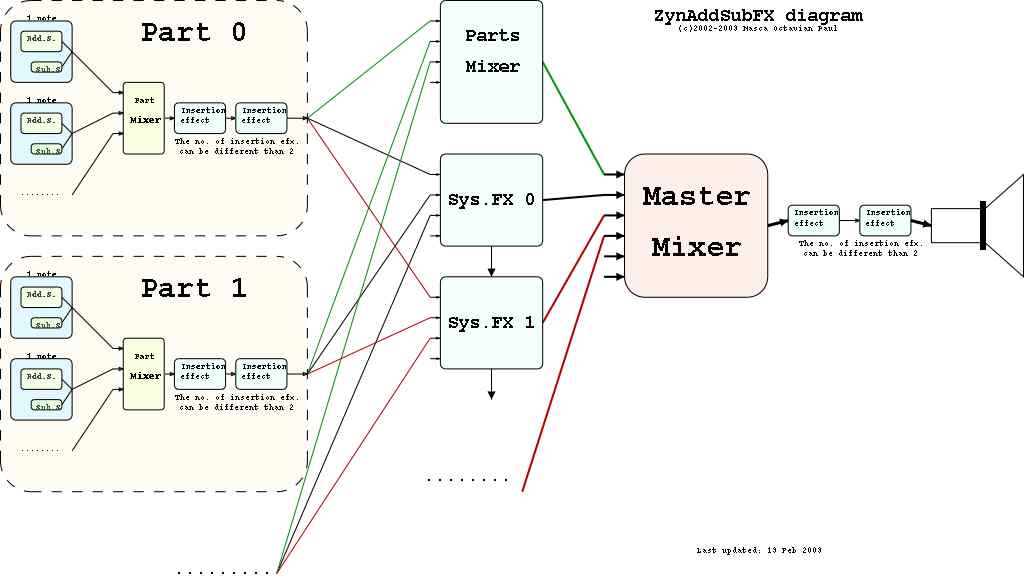 ZynAddSubFX diagram
(c)2002-2003 Nasca Octavian Paul
Part 0
1 note
Add.S.
Sub.S
1 note
Add.S.
Sub.S
........
Part
Mixer
Insertion
effect
Insertion
effect
The no. of insertion efx.
can be different than 2
Part 1
1 note
Add.S.
Sub.S
1 note
Add.S.
Sub.S
........
Part
Mixer
Insertion
effect
Insertion
effect
The no. of insertion efx.
can be different than 2
.........
Parts
Mixer
Sys.FX 0
Sys.FX 1
........
Master
Mixer
Insertion
effect
Insertion
effect
The no. of insertion efx.
can be different than 2
Last updated: 13 Feb 2003